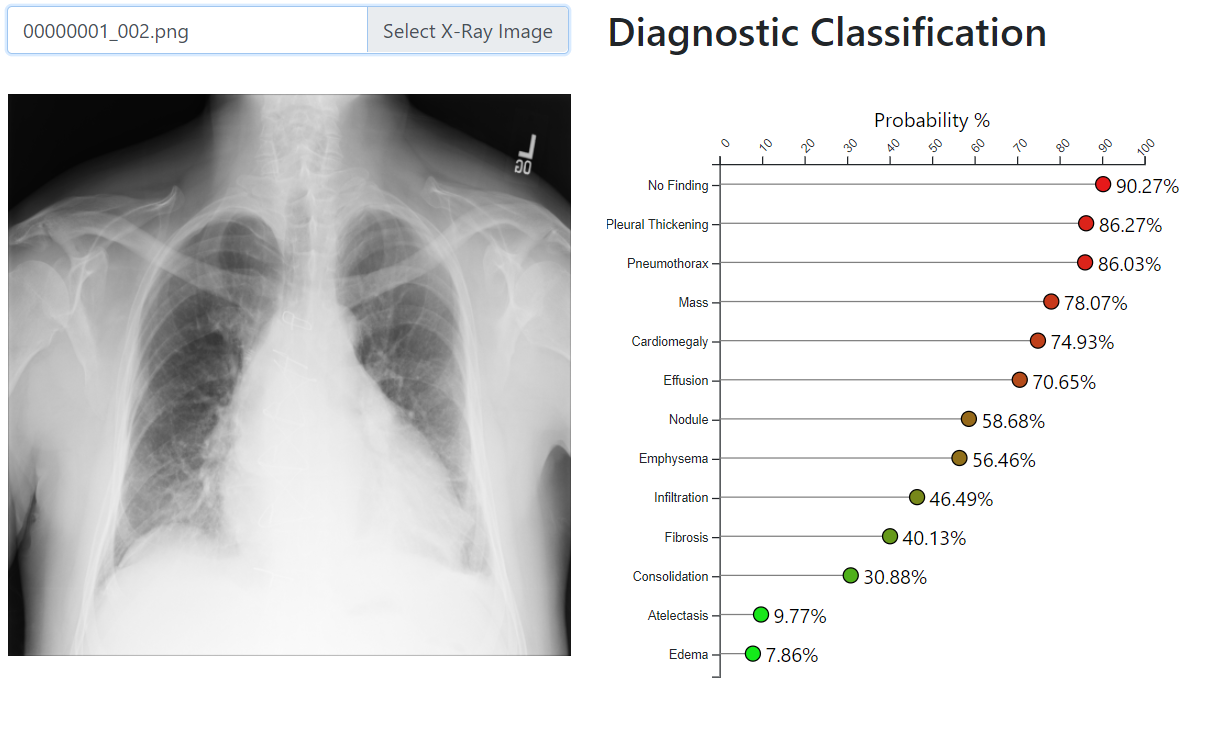 00000001_002.png
Select X-Ray Image
Diagnostic Classification
Probability %
0 10 20 30 40 50 60 70 80 90 100
No Finding 90.27%
Pleural Thickening 86.27%
Pneumothorax 86.03%
Mass 78.07%
Cardiomegaly 74.93%
Effusion 70.65%
Nodule 58.68%
Emphysema 56.46%
Infiltration 46.49%
Fibrosis 40.13%
Consolidation 30.88%
Atelectasis 9.77%
Edema 7.86%
L